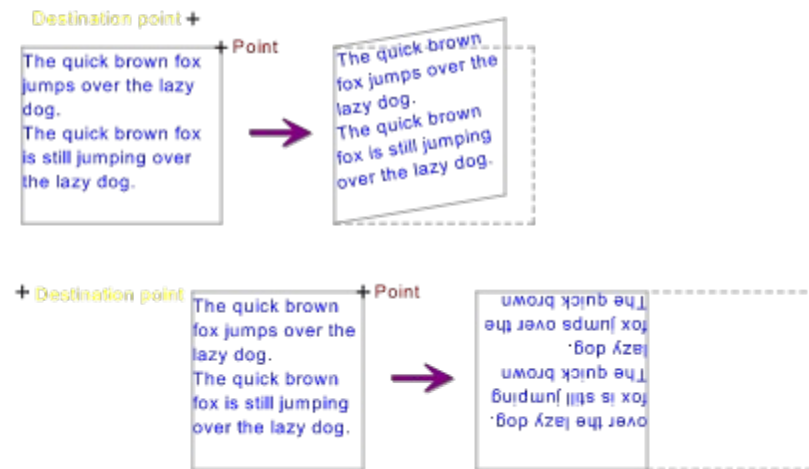 Destination point
Point
The quick brown fox
jumps over the lazy
dog.
The quick brown fox
is still jumping over
the lazy dog.
The quick brown
fox jumps over the
lazy dog.
The quick brown
fox is still jumping
over the lazy dog.
Destination point
Point
The quick brown
fox jumps over the
lazy dog.
The quick brown
fox is still jumping
over the lazy dog.
The quick brown
fox jumps over the
lazy dog.
The quick brown
fox is still jumping
over the lazy dog.